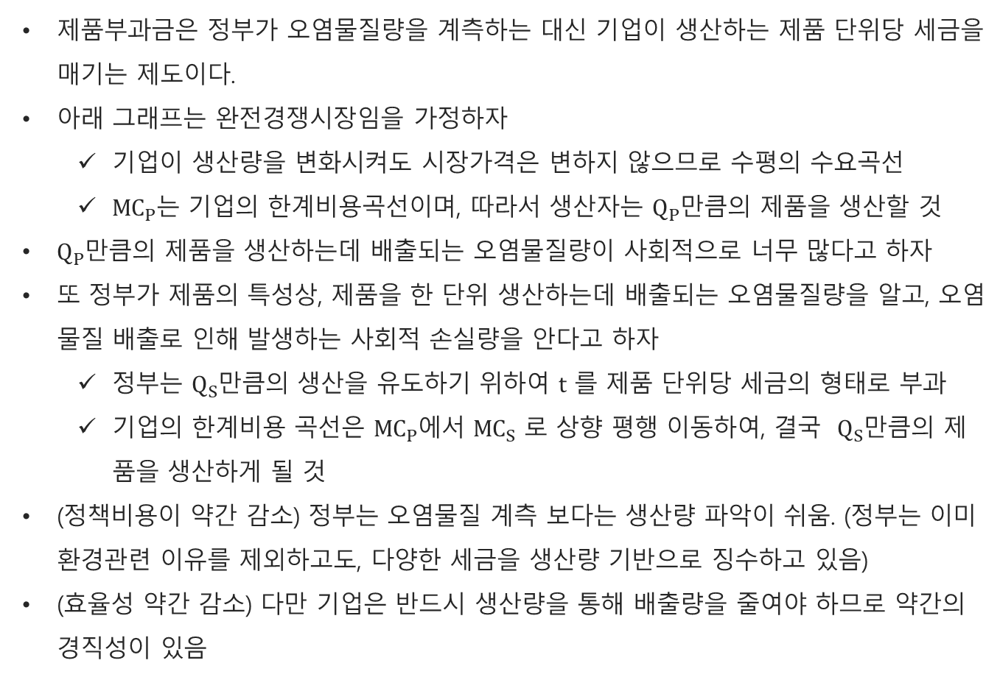 • 제품부과금은 정부가 오염물질량을 계측하는 대신 기업이 생산하는 제품 단위당 세금을
매기는 제도이다.
• 아래 그래프는 완전경쟁시장임을 가정하자
✓ 기업이 생산량을 변화시켜도 시장가격은 변하지 않으므로 수평의 수요곡선
✓ MCP는 기업의 한계비용곡선이며, 따라서 생산자는 QP만큼의 제품을 생산할 것
• QP만큼의 제품을 생산하는데 배출되는 오염물질량이 사회적으로 너무 많다고 하자
• 또 정부가 제품의 특성상, 제품을 한 단위 생산하는데 배출되는 오염물질량을 알고, 오염
물질 배출로 인해 발생하는 사회적 손실량을 안다고 하자
✓ 정부는 QS만큼의 생산을 유도하기 위하여 t 를 제품 단위당 세금의 형태로 부과
✓ 기업의 한계비용 곡선은 MCP에서 MCS 로 상향 평행 이동하여, 결국 QS만큼의 제
품을 생산하게 될 것
• (정책비용이 약간 감소) 정부는 오염물질 계측 보다는 생산량 파악이 쉬움. (정부는 이미
환경관련 이유를 제외하고도, 다양한 세금을 생산량 기반으로 징수하고 있음)
• (효율성 약간 감소) 다만 기업은 반드시 생산량을 통해 배출량을 줄여야 하므로 약간의
경직성이 있음